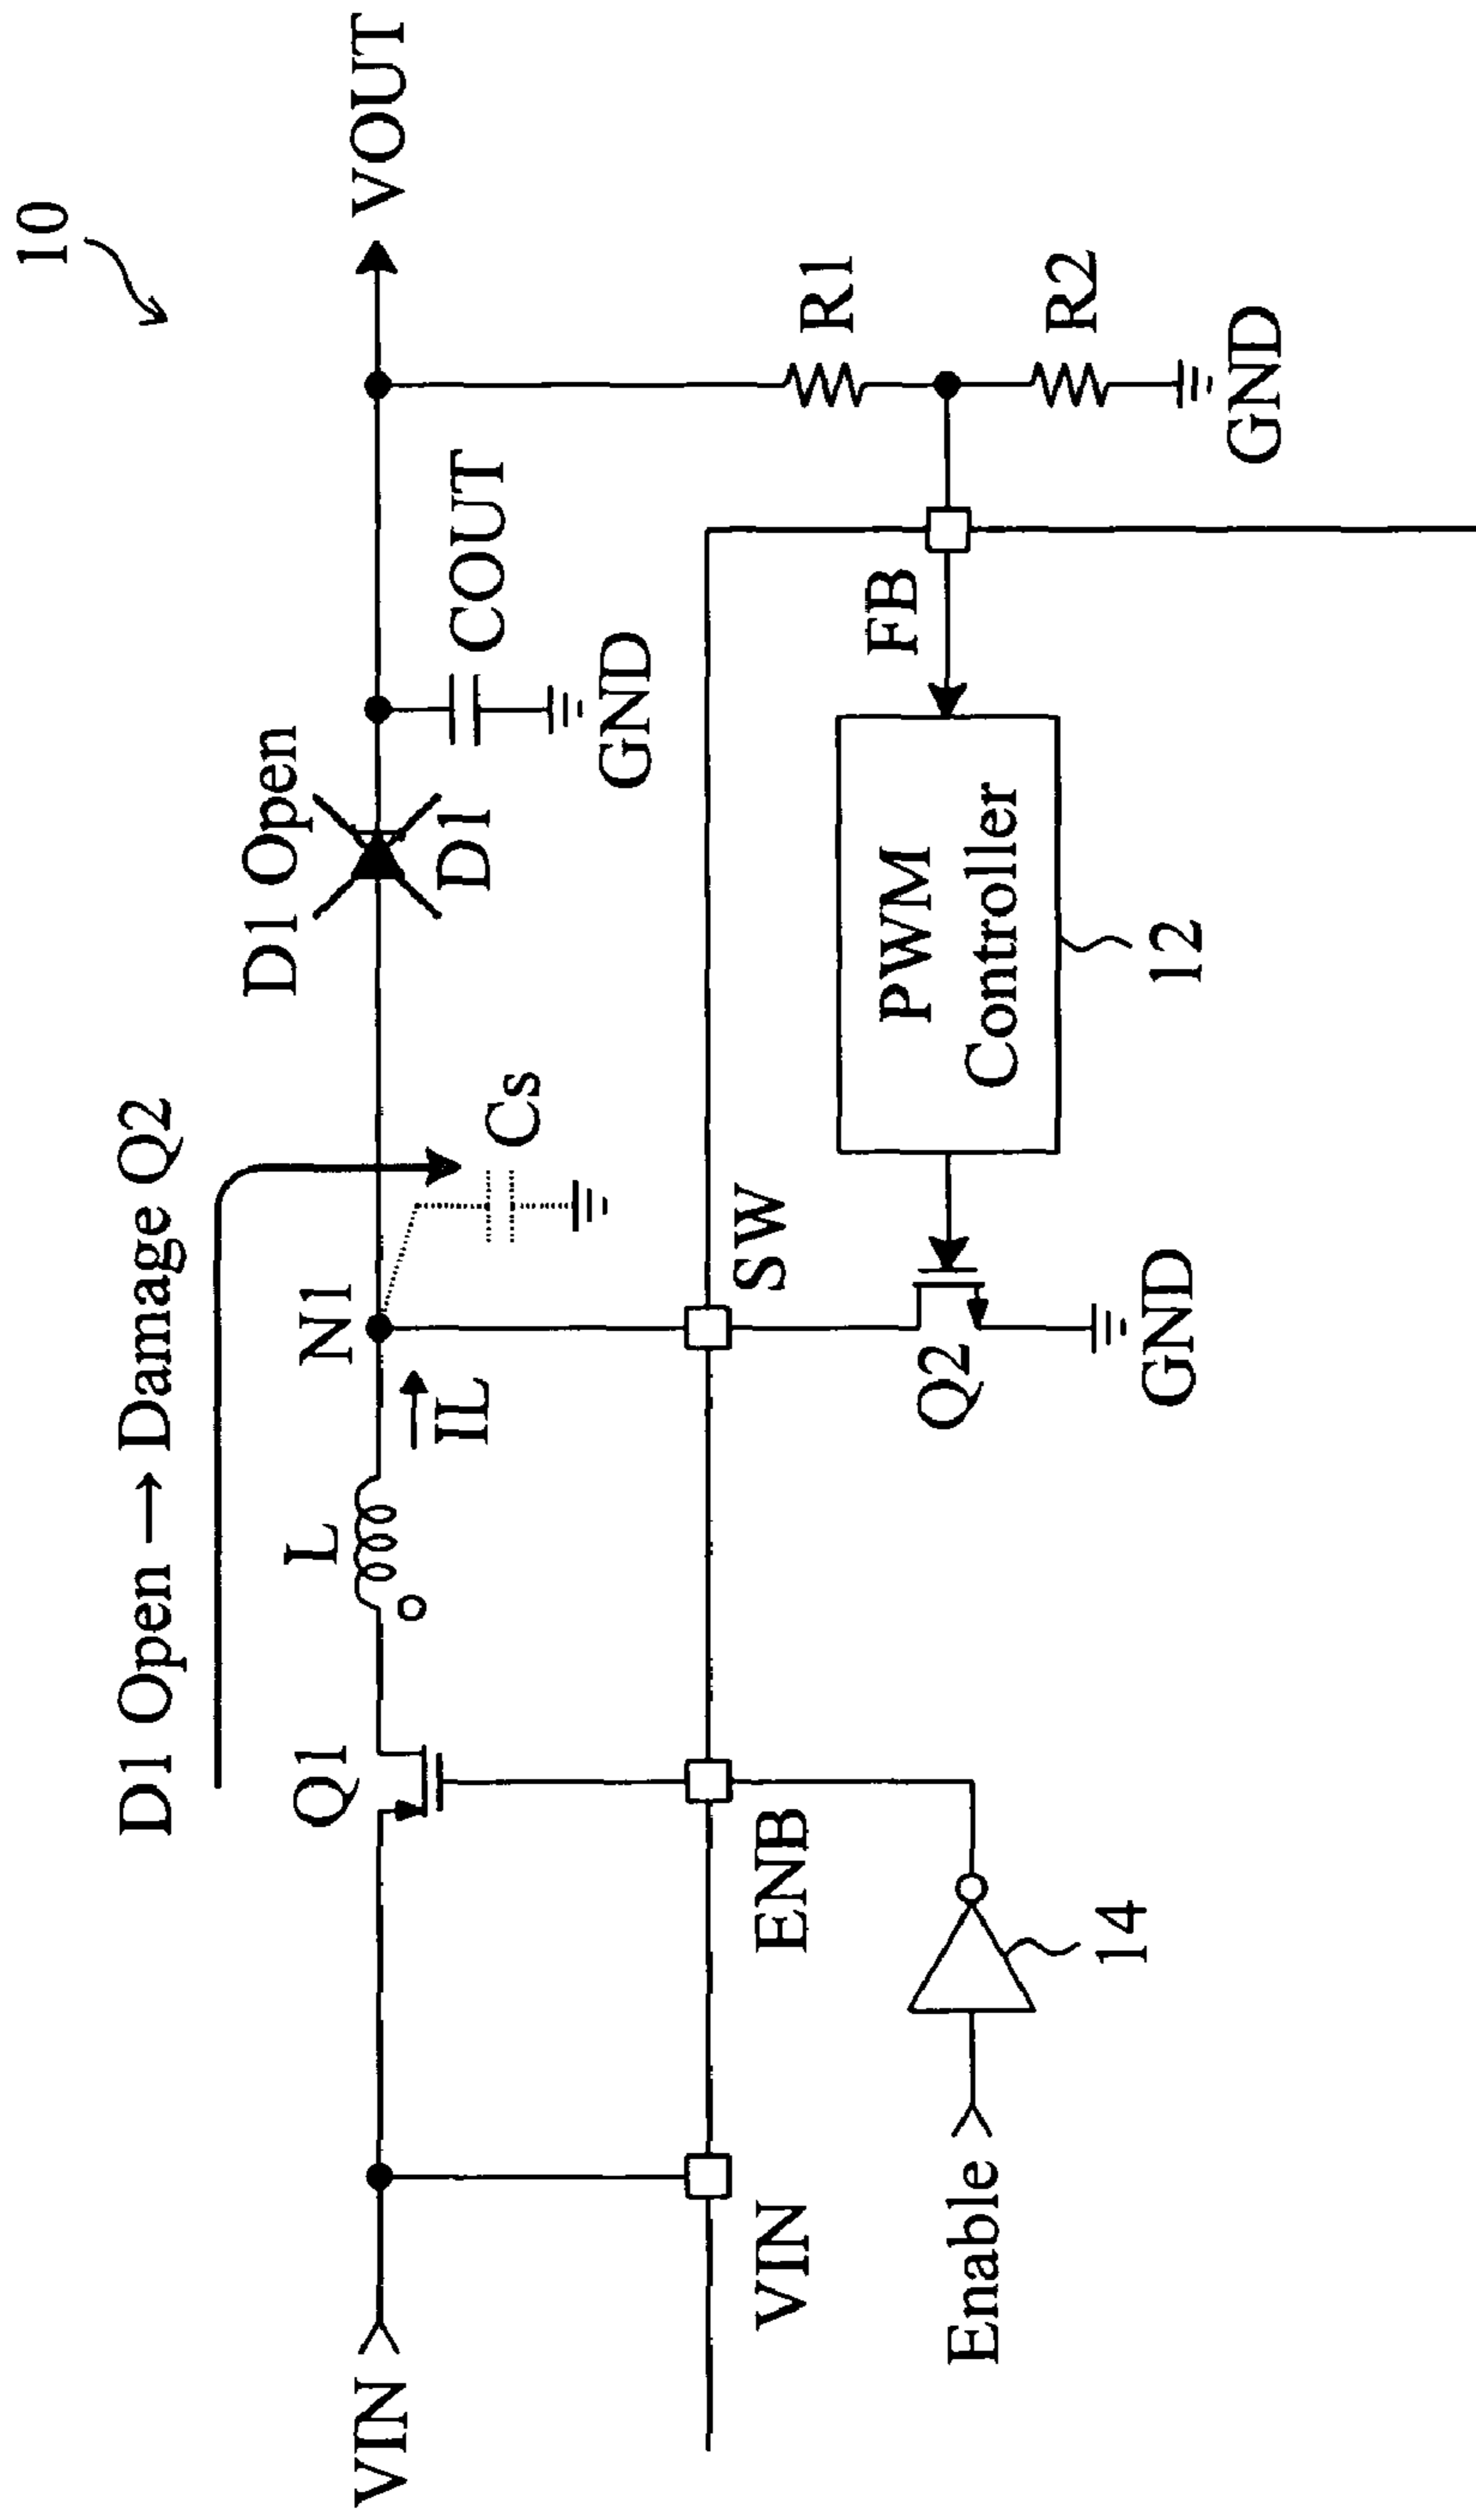 10
D1 Open → Damage Q2
D1 Open
VIN
Q1
L
N1
IL
Cs
D1
COUT
GND
VOUT
VIN
ENB
SW
FB
R1
R2
GND
Enable
14
Q2
GND
PWM
Controller
12